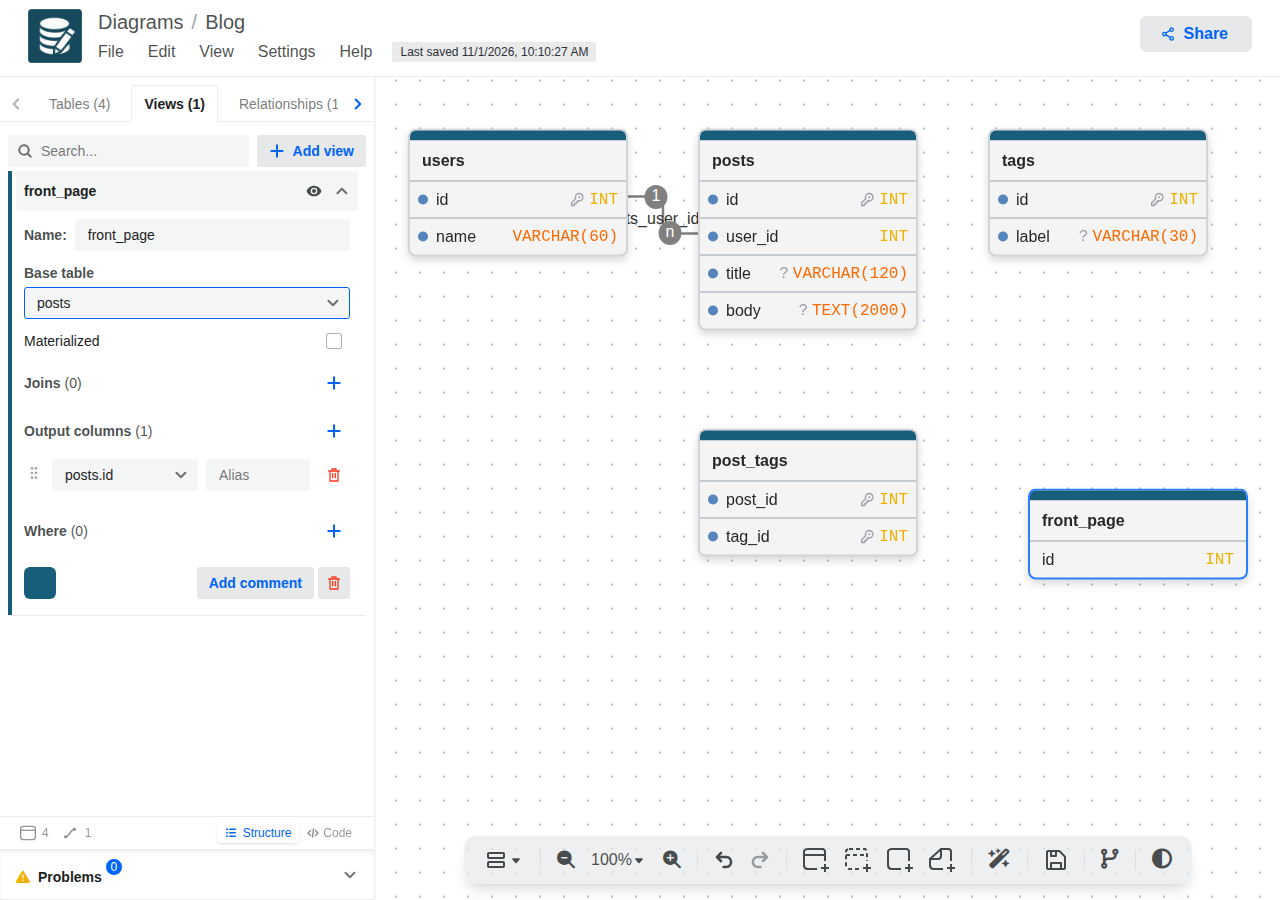 Diagrams / Blog
File Edit View Settings Help Last saved 11/1/2026, 10:10:27 AM
Share
Tables (4) Views (1) Relationships (1
Search... Add view
front_page
Name: front_page
Base table
posts
Materialized
Joins (0)
Output columns (1)
posts.id Alias
Where (0)
Add comment
4 1 Structure Code
Problems 0
users
id INT
name VARCHAR(60)
1
ts_user_id
n
posts
id INT
user_id INT
title ? VARCHAR(120)
body ? TEXT(2000)
tags
id INT
label ? VARCHAR(30)
post_tags
post_id INT
tag_id INT
front_page
id INT
100%